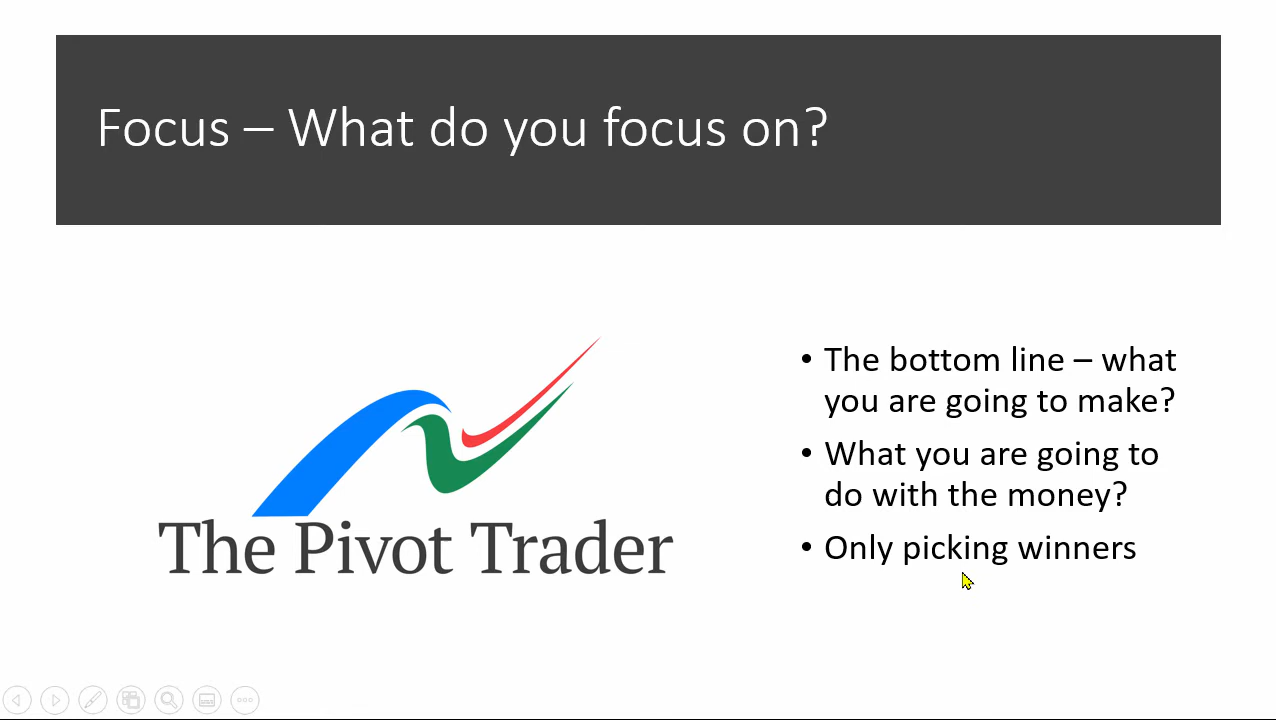 Focus – What do you focus on?
The Pivot Trader
• The bottom line – what
you are going to make?
• What you are going to
do with the money?
• Only picking winners